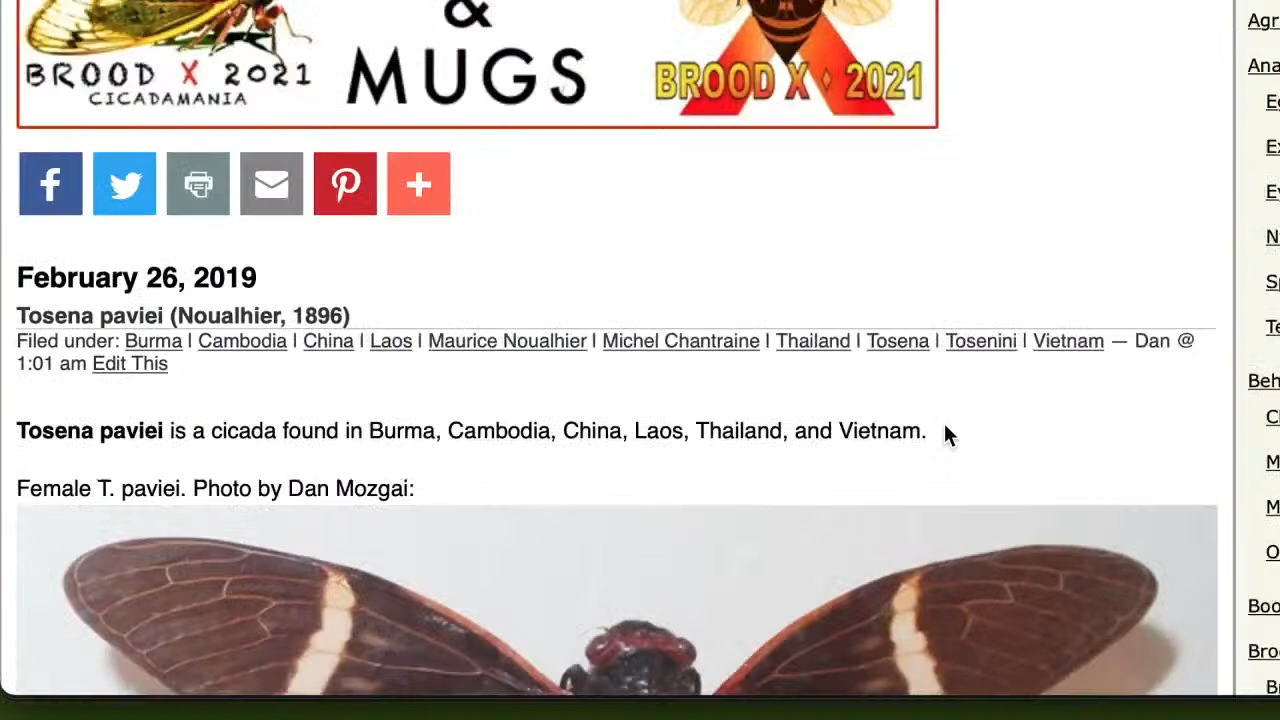 &
BROOD X 2021
CICADAMANIA
MUGS
BROOD X 2021
February 26, 2019
Tosena paviei (Noualhier, 1896)
Filed under: Burma | Cambodia | China | Laos | Maurice Noualhier | Michel Chantraine | Thailand | Tosena | Tosenini | Vietnam — Dan @
1:01 am Edit This
Tosena paviei is a cicada found in Burma, Cambodia, China, Laos, Thailand, and Vietnam.
Female T. paviei. Photo by Dan Mozgai:
Agr
Ana
Beh
Boo
Bro